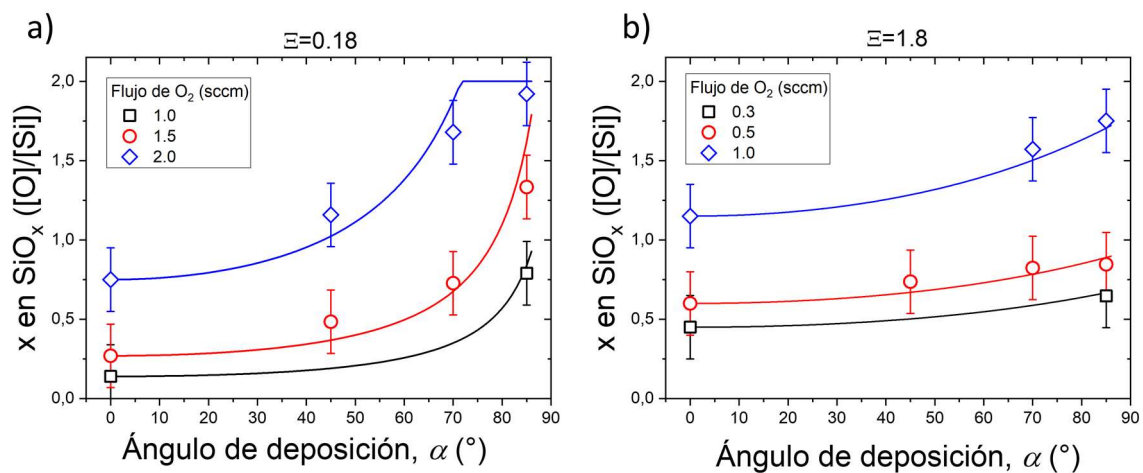 a)
Ξ=0.18
2,0
1,5
1,0
0,5
0,0
x en SiOₓ ([O]/[Si])
Flujo de O₂ (sccm)
1.0
1.5
2.0
0 10 20 30 40 50 60 70 80 90
Ángulo de deposición, α (°)
b)
Ξ=1.8
2,0
1,5
1,0
0,5
0,0
x en SiOₓ ([O]/[Si])
Flujo de O₂ (sccm)
0.3
0.5
1.0
0 10 20 30 40 50 60 70 80 90
Ángulo de deposición, α (°)